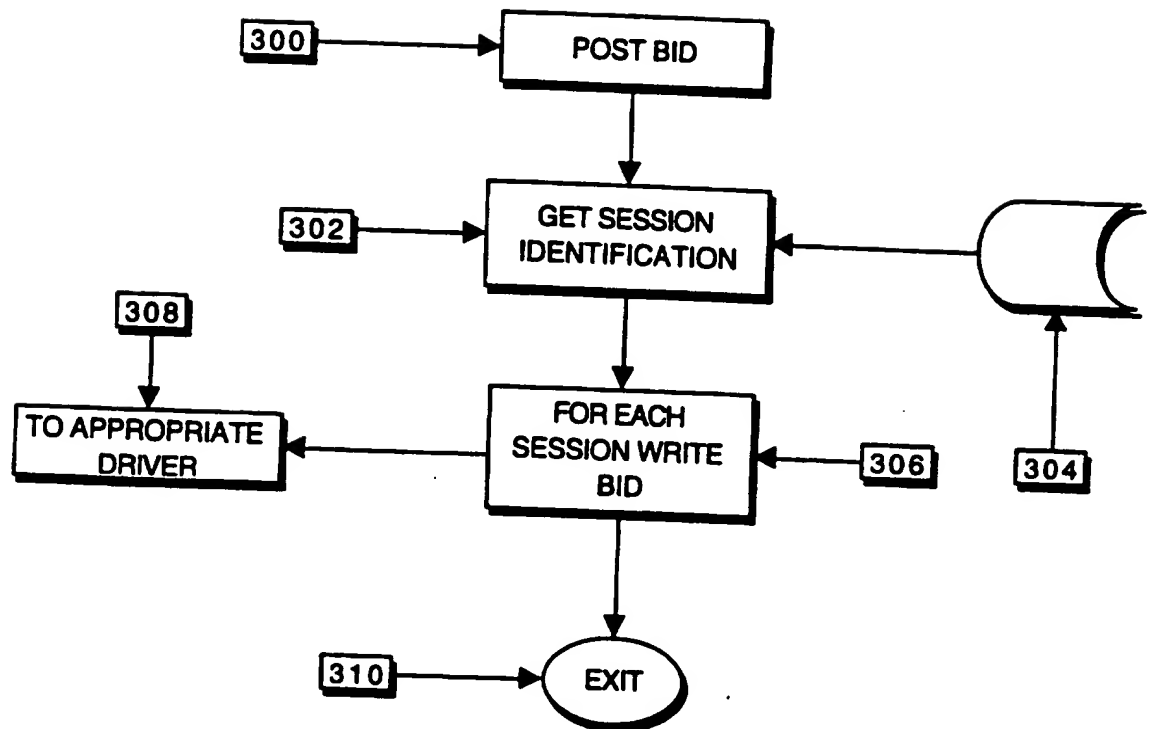 300
POST BID
302
GET SESSION
IDENTIFICATION
308
TO APPROPRIATE
DRIVER
FOR EACH
SESSION WRITE
BID
306
304
310
EXIT